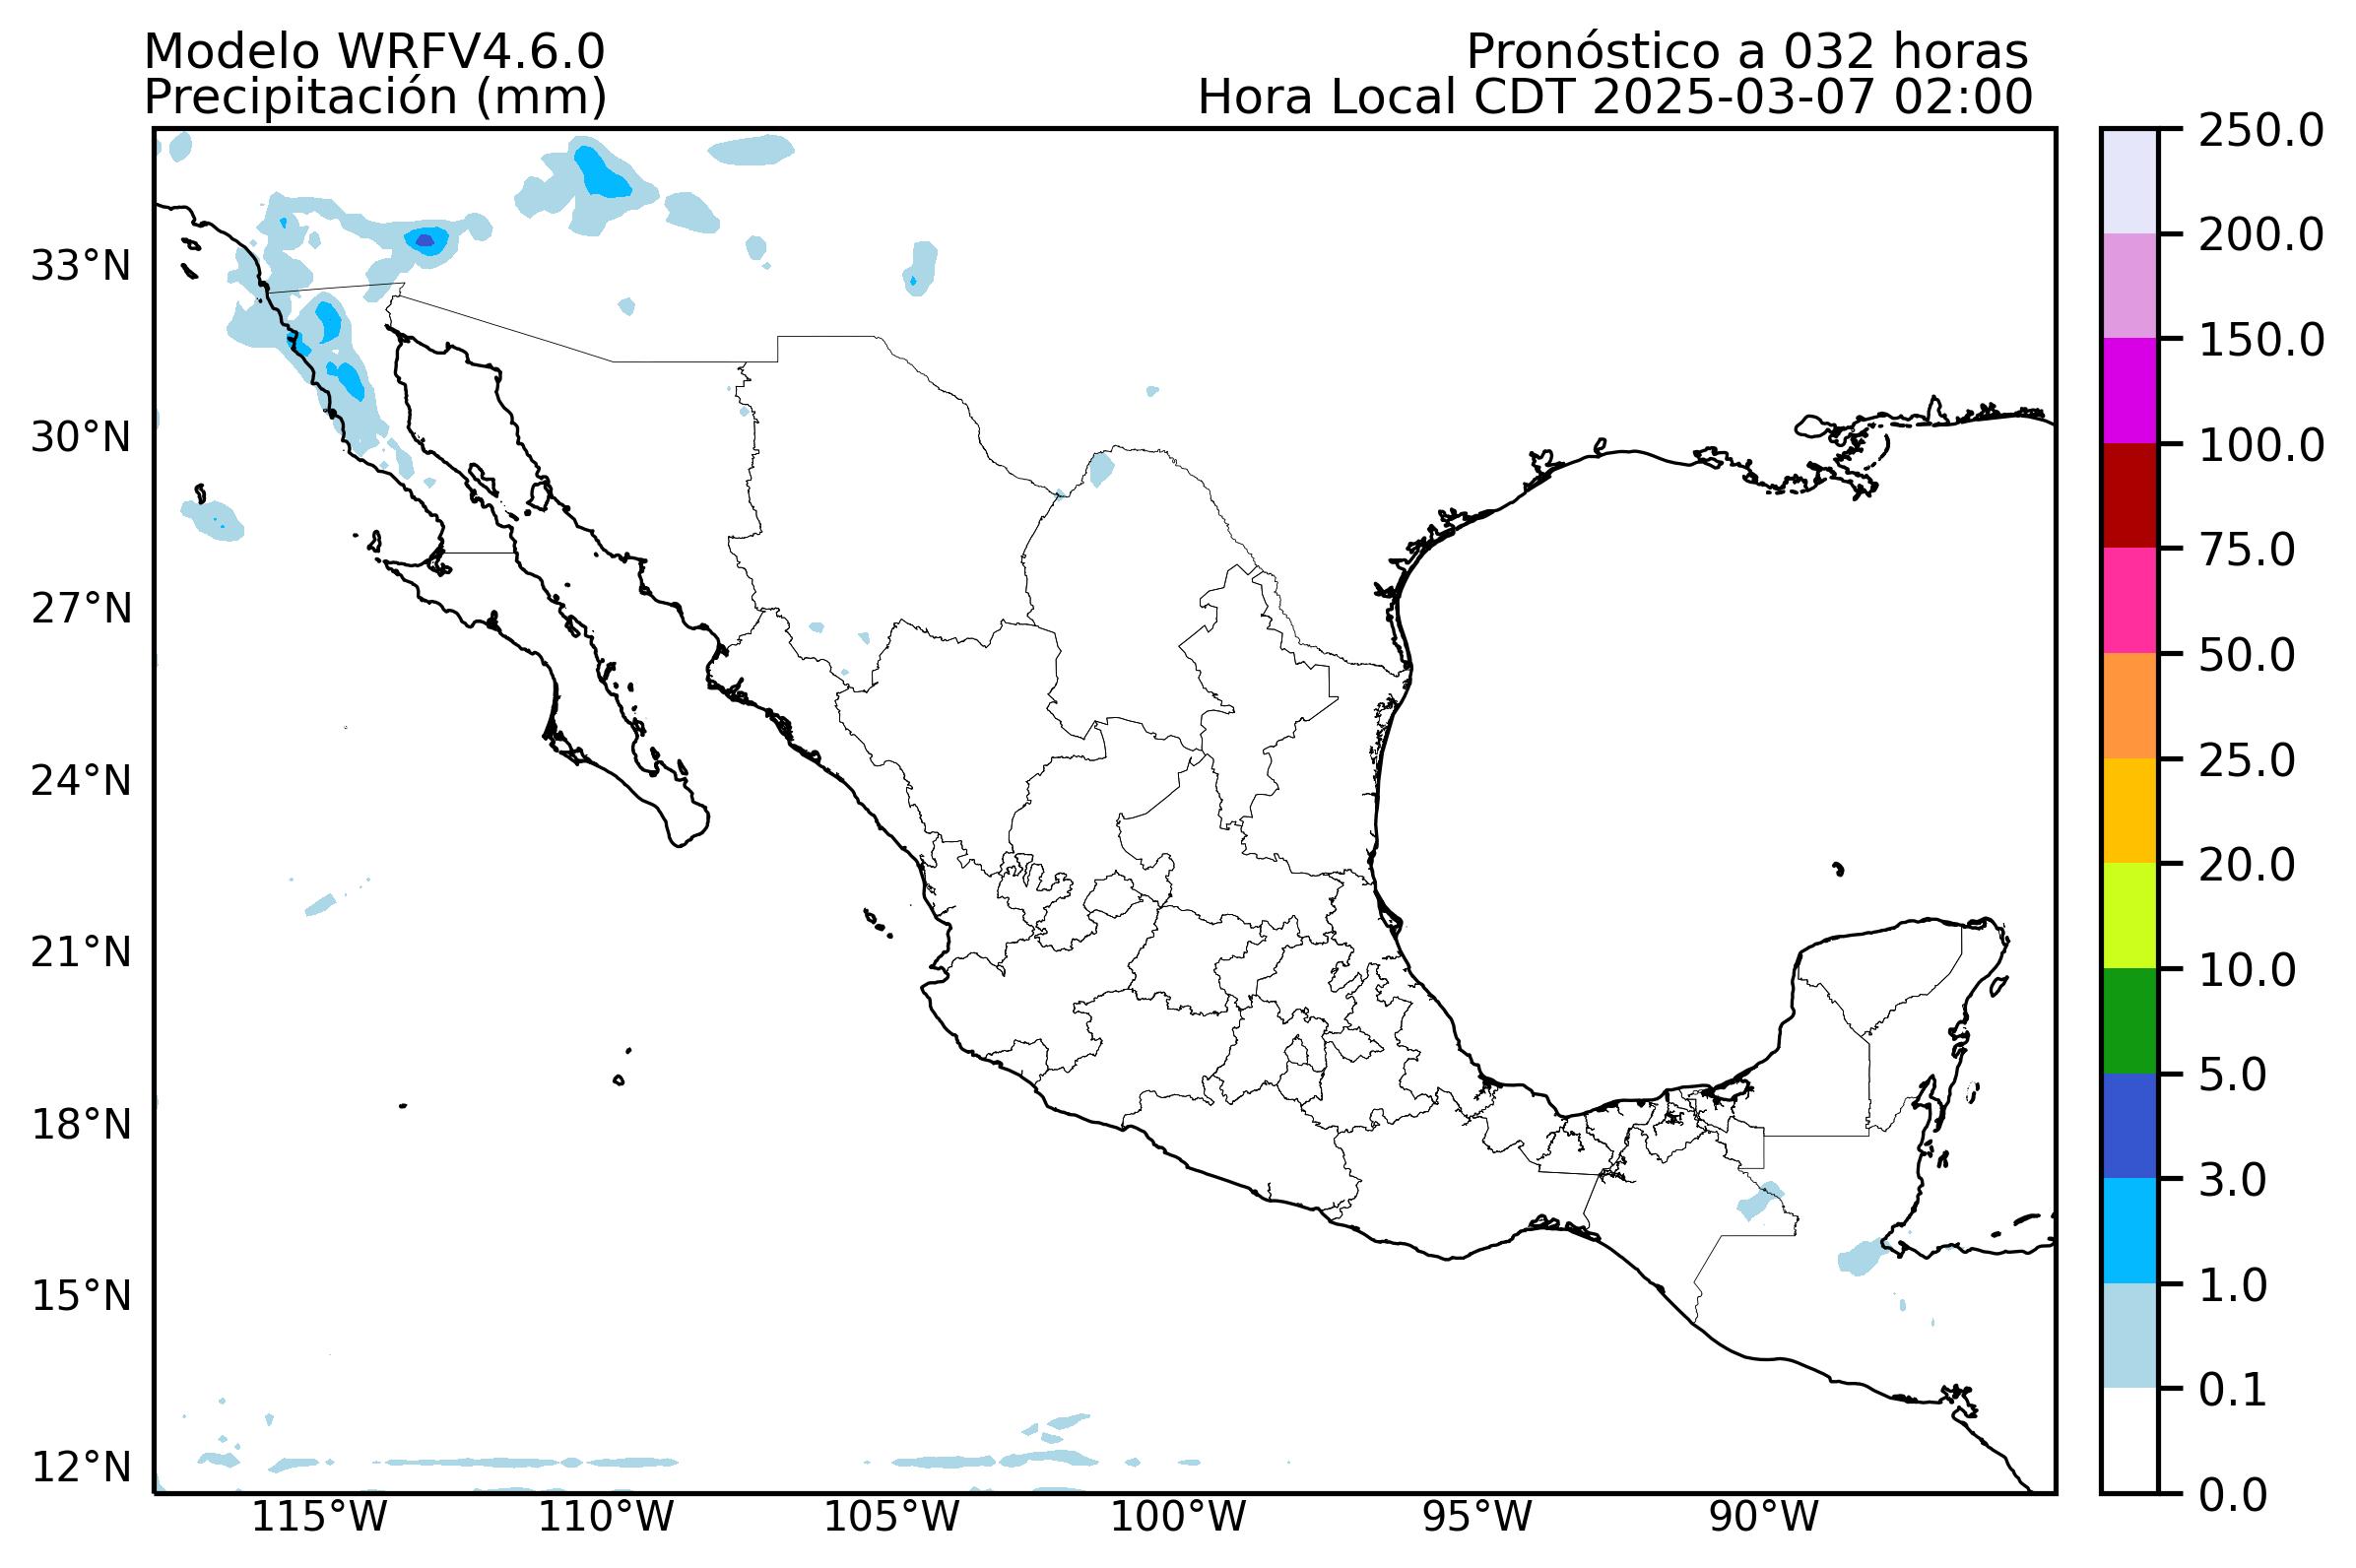 Modelo WRFV4.6.0
Precipitación (mm)
Pronóstico a 032 horas
Hora Local CDT 2025-03-07 02:00
33°N
30°N
27°N
24°N
21°N
18°N
15°N
12°N
115°W
110°W
105°W
100°W
95°W
90°W
250.0
200.0
150.0
100.0
75.0
50.0
25.0
20.0
10.0
5.0
3.0
1.0
0.1
0.0